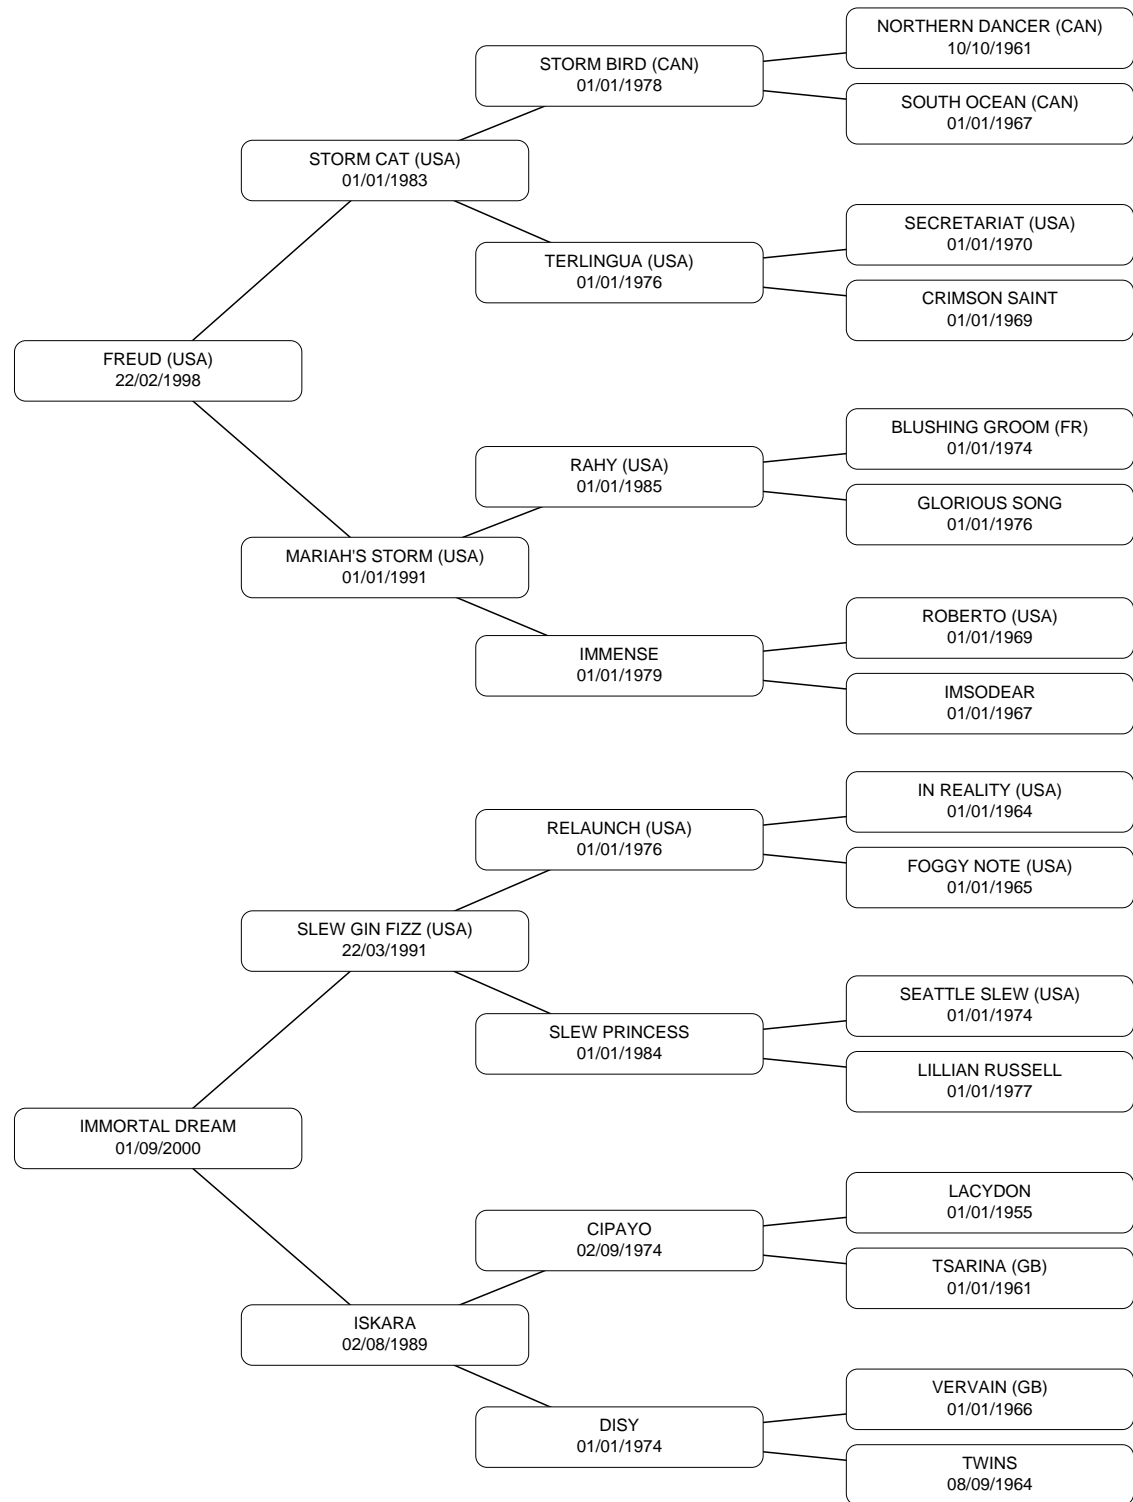 NORTHERN DANCER (CAN)
10/10/1961
STORM BIRD (CAN)
01/01/1978
SOUTH OCEAN (CAN)
01/01/1967
STORM CAT (USA)
01/01/1983
SECRETARIAT (USA)
01/01/1970
TERLINGUA (USA)
01/01/1976
CRIMSON SAINT
01/01/1969
FREUD (USA)
22/02/1998
BLUSHING GROOM (FR)
01/01/1974
RAHY (USA)
01/01/1985
GLORIOUS SONG
01/01/1976
MARIAH'S STORM (USA)
01/01/1991
ROBERTO (USA)
01/01/1969
IMMENSE
01/01/1979
IMSODEAR
01/01/1967
IN REALITY (USA)
01/01/1964
RELAUNCH (USA)
01/01/1976
FOGGY NOTE (USA)
01/01/1965
SLEW GIN FIZZ (USA)
22/03/1991
SEATTLE SLEW (USA)
01/01/1974
SLEW PRINCESS
01/01/1984
LILLIAN RUSSELL
01/01/1977
IMMORTAL DREAM
01/09/2000
LACYDON
01/01/1955
CIPAYO
02/09/1974
TSARINA (GB)
01/01/1961
ISKARA
02/08/1989
VERVAIN (GB)
01/01/1966
DISY
01/01/1974
TWINS
08/09/1964